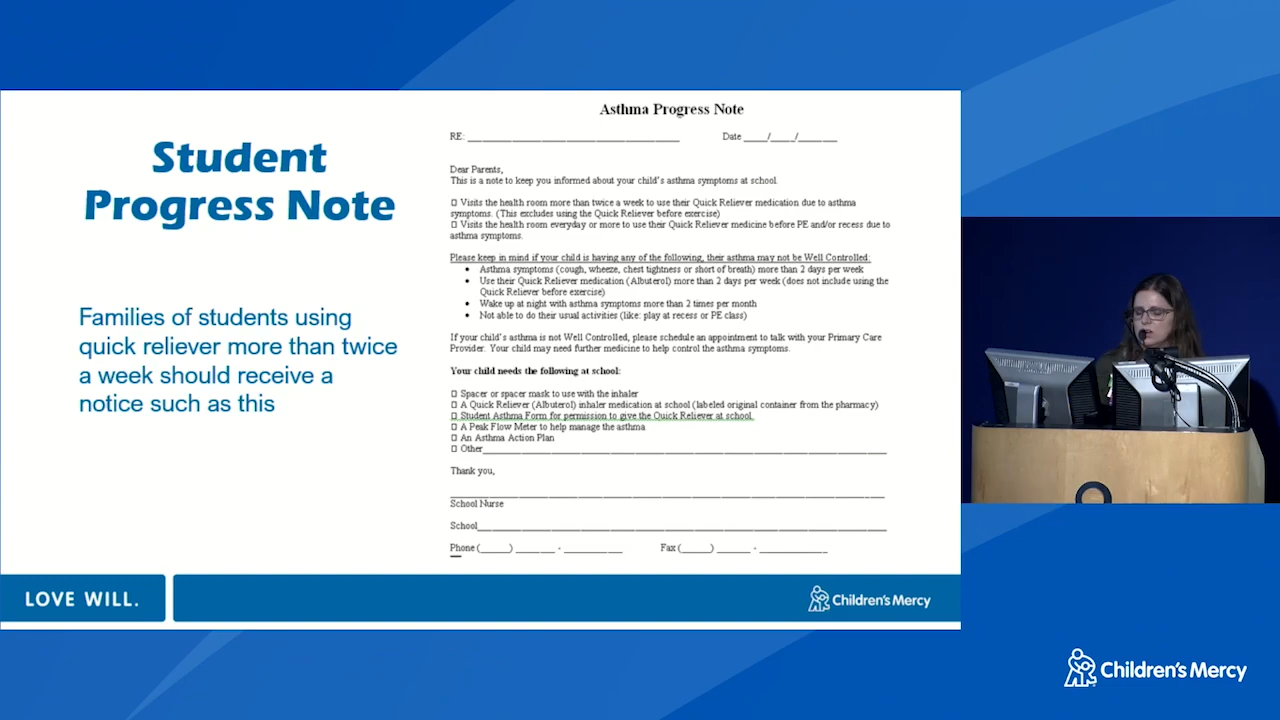 Student
Progress Note
Families of students using
quick reliever more than twice
a week should receive a
notice such as this
Asthma Progress Note
RE: ____________________ Date ____/____/______
Dear Parents,
This is a note to keep you informed about your child's asthma symptoms at school.
☐ Visits the health room more than twice a week to use their Quick Reliever medication due to asthma
symptoms. (This excludes using the Quick Reliever before exercise)
☐ Visits the health room everyday or more to use their Quick Reliever medicine before PE and/or recess due to
asthma symptoms.
Please keep in mind if your child is having any of the following, their asthma may not be Well Controlled:
• Asthma symptoms (cough, wheeze, chest tightness or short of breath) more than 2 days per week
• Use their Quick Reliever medication (Albuterol) more than 2 days per week (does not include using the
Quick Reliever before exercise)
• Wake up at night with asthma symptoms more than 2 times per month
• Not able to do their usual activities (like: play at recess or PE class)
If your child's asthma is not Well Controlled, please schedule an appointment to talk with your Primary Care
Provider. Your child may need further medicine to help control the asthma symptoms.
Your child needs the following at school:
☐ Spacer or spacer mask to use with the inhaler
☐ A Quick Reliever (Albuterol) inhaler medication at school (labeled original container from the pharmacy)
☐ Student Asthma Form for permission to give the Quick Reliever at school.
☐ A Peak Flow Meter to help manage the asthma
☐ An Asthma Action Plan
☐ Other____________________
Thank you,
School Nurse
School____________________
Phone (_____) ______ - __________ Fax (_____) ______ - __________
LOVE WILL.
Children's Mercy
Children's Mercy